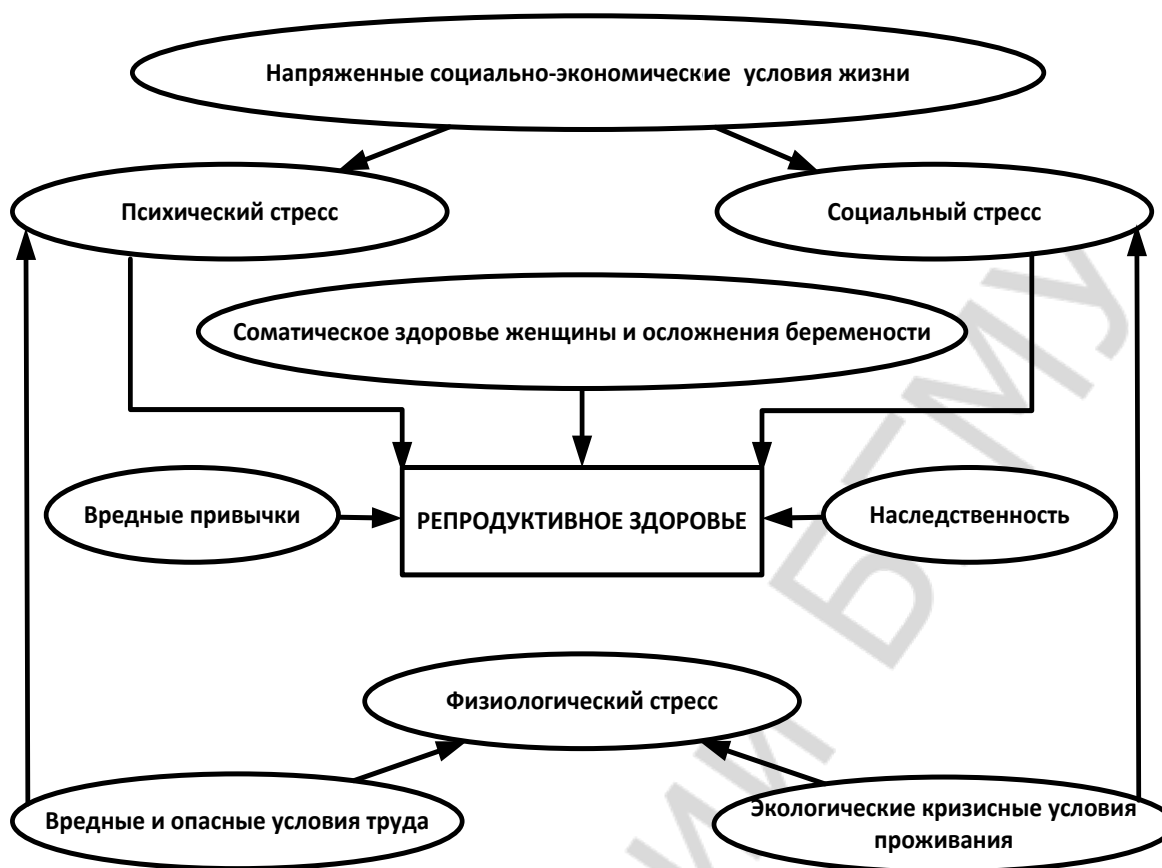 Напряженные социально-экономические условия жизни
Психический стресс
Социальный стресс
Соматическое здоровье женщины и осложнения беремености
Вредные привычки
РЕПРОДУКТИВНОЕ ЗДОРОВЬЕ
Наследственность
Физиологический стресс
Вредные и опасные условия труда
Экологические кризисные условия
проживания
БГМУ